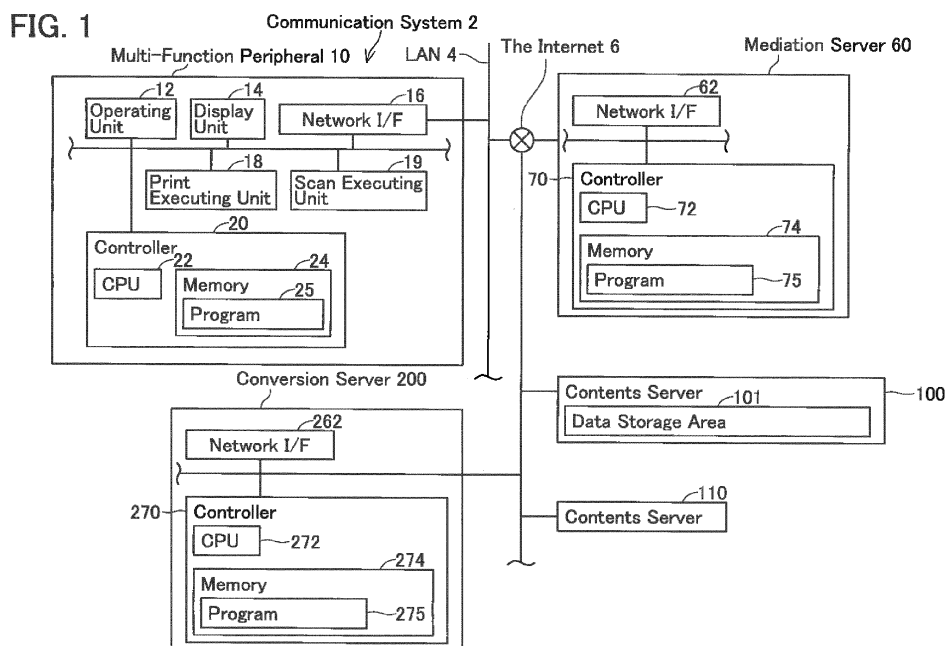 FIG. 1
Communication System 2
Multi-Function Peripheral 10
LAN 4
The Internet 6
Mediation Server 60
12
Operating
Unit
14
Display
Unit
16
Network I/F
18
Print
Executing Unit
19
Scan Executing
Unit
20
Controller
22
CPU
24
Memory
25
Program
62
Network I/F
70
Controller
CPU
72
74
Memory
Program
75
Conversion Server 200
262
Network I/F
270
Controller
CPU
272
274
Memory
Program
275
Contents Server
100
101
Data Storage Area
110
Contents Server